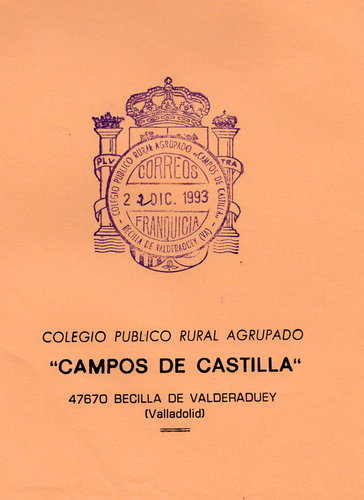 PLV
TRA
COLEGIO PUBLICO RURAL AGRUPADO «CAMPOS DE CASTILLA»
CORREOS
2 2 DIC. 1993
FRANQUICIA
BECILLA DE VALDERADUEY (VA)
COLEGIO PUBLICO RURAL AGRUPADO
"CAMPOS DE CASTILLA"
47670 BECILLA DE VALDERADUEY
(Valladolid)